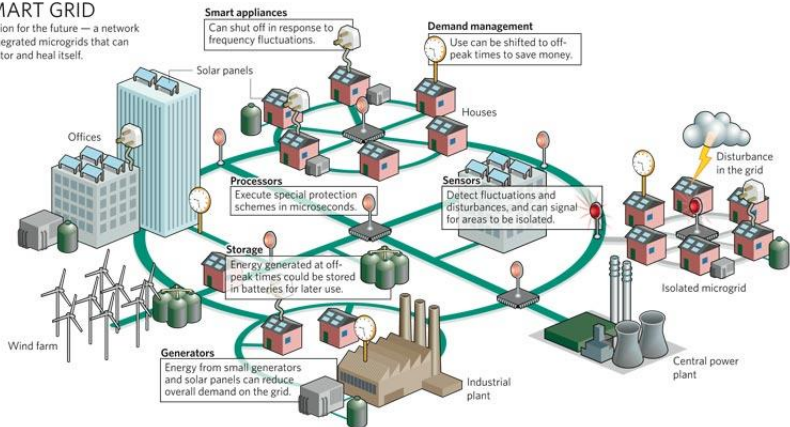 MART GRID
ion for the future — a network
tegrated microgrids that can
tor and heal itself.
Smart appliances
Can shut off in response to
frequency fluctuations.
Demand management
Use can be shifted to off-
peak times to save money.
Solar panels
Houses
Offices
Disturbance
in the grid
Processors
Execute special protection
schemes in microseconds.
Sensors
Detect fluctuations and
disturbances, and can signal
for areas to be isolated.
Storage
Energy generated at off-
peak times could be stored
in batteries for later use.
Isolated microgrid
Wind farm
Generators
Energy from small generators
and solar panels can reduce
overall demand on the grid.
Industrial
plant
Central power
plant